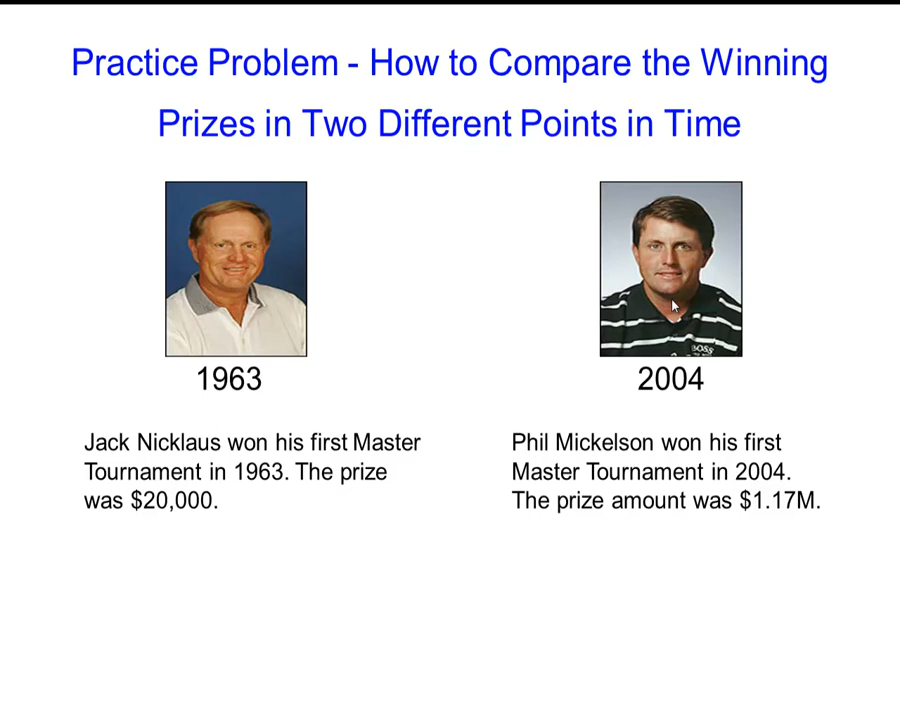 Practice Problem - How to Compare the Winning
Prizes in Two Different Points in Time
BOSS
1963
2004
Jack Nicklaus won his first Master
Tournament in 1963. The prize
was $20,000.
Phil Mickelson won his first
Master Tournament in 2004.
The prize amount was $1.17M.